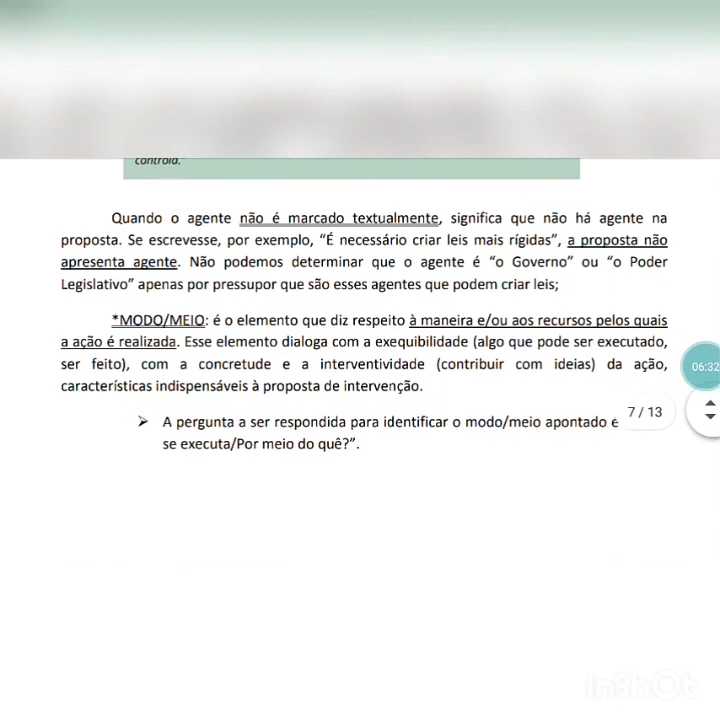 controla."
Quando o agente não é marcado textualmente, significa que não há agente na
proposta. Se escrevesse, por exemplo, “É necessário criar leis mais rígidas”, a proposta não
apresenta agente. Não podemos determinar que o agente é “o Governo” ou “o Poder
Legislativo” apenas por pressupor que são esses agentes que podem criar leis;
*MODO/MEIO: é o elemento que diz respeito à maneira e/ou aos recursos pelos quais
a ação é realizada. Esse elemento dialoga com a exequibilidade (algo que pode ser executado,
ser feito), com a concretude e a interventividade (contribuir com ideias) da ação,
características indispensáveis à proposta de intervenção.
➢ A pergunta a ser respondida para identificar o modo/meio apontado é
se executa/Por meio do quê?”.
06:32
7 / 13
InShOt